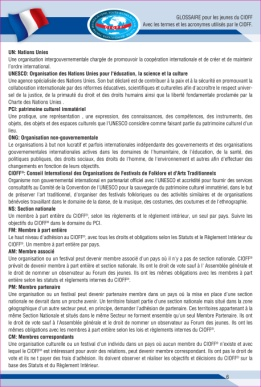 GLOSSAIRE pour les jeunes du CIOFF
Avec les termes et les acronymes utilisés par le CIOFF.
UN: Nations Unies
Une organisation intergouvernementale chargée de promouvoir la coopération internationale et de créer et de maintenir
l'ordre international.
UNESCO: Organisation des Nations Unies pour l'éducation, la science et la culture
Une agence spécialisée des Nations Unies. Son but déclaré est de contribuer à la paix et à la sécurité en promouvant la
collaboration internationale par des réformes éducatives, scientifiques et culturelles afin d'accroître le respect univer-
sel de la justice, de la primauté du droit et des droits humains ainsi que la liberté fondamentale proclamée par la
Charte des Nations Unies.
PCI: patrimoine culturel immatériel
Une pratique, une représentation, une expression, des connaissances, des compétences, des instruments, des
objets, des objets et des espaces culturels que l'UNESCO considère comme faisant partie du patrimoine culturel d'un
lieu.
ONG: Organisation non-gouvernementale
Le organisations à but non lucratif et parfois internationales indépendantes des gouvernements et des organisations
gouvernementales internationales actives dans les domaines de l'humanitaire, de l'éducation, de la santé, des
politiques publiques, des droits sociaux, des droits de l'homme, de l'environnement et autres afin d'effectuer des
changements en fonction de leurs objectifs.
CIOFF®: Conseil International des Organisations de Festivals de Folklore et d'Arts Traditionnels
Organisme non gouvernemental international en partenariat officiel avec l'UNESCO et accrédité pour fournir des services
consultatifs au Comité de la Convention de l'UNESCO pour la sauvegarde du patrimoine culturel immatériel, dans le but
de préserver l'art traditionnel, d'organiser des festivals folkloriques ou des activités similaires et des organisations
bénévoles travaillant dans le domaine de la danse, de la musique, des costumes, des coutumes et de l'ethnographie.
NS: Section nationale
Un membre à part entière du CIOFF®, selon les règlements et le règlement intérieur, un seul par pays. Suivre les
objectifs du CIOFF® dans le domaine du PCI.
FM: Membre à part entière
Le haut niveau d'adhésion au CIOFF®, avec tous les droits et obligations selon les Statuts et le Règlement Intérieur du
CIOFF®. Un membre à part entière par pays.
AM: Membre associé
Une organisation ou un festival peut devenir membre associé d'un pays où il n'y a pas de section nationale. CIOFF®
prévoit de devenir membre à part entière et section nationale. Ils ont le droit de vote sauf à l'Assemblée générale et
le droit de nommer un observateur au Forum des jeunes. Ils ont les mêmes obligations avec les membres à part
entière selon les statuts et règlements internes du CIOFF®.
PM: Membre partenaire
Une organisation ou un festival peut devenir partenaire membre dans un pays où la mise en place d'une section
nationale ne devrait dans un proche avenir. Un territoire faisant partie d'une section nationale mais situé dans la zone
géographique d'un autre secteur peut, en principe, demander l'adhésion de partenaire. Ces territoires appartenant à la
même Section Nationale et situés dans le même Secteur ne forment ensemble qu'un seul Membre Partenaire. Ils ont
le droit de vote sauf à l'Assemblée Générale et le droit de nommer un observateur au Forum des jeunes. Ils ont les
mêmes obligations avec les membres à part entière selon les lois et règlements internes du CIOFF®.
CM: Membres correspondants
Une organisation culturelle ou un festival d'un individu dans un pays où aucun membre du CIOFF® n'existe et avec
lequel le CIOFF® est intéressant pour avoir des relations, peut devenir membre correspondant. Ils ont pas le droit de
vote et ils ne payer des frais d'adhésion. Ils doivent observer et réaliser les objectifs et décisions du CIOFF® sur la
base des Statuts et du Règlement Intérieur.